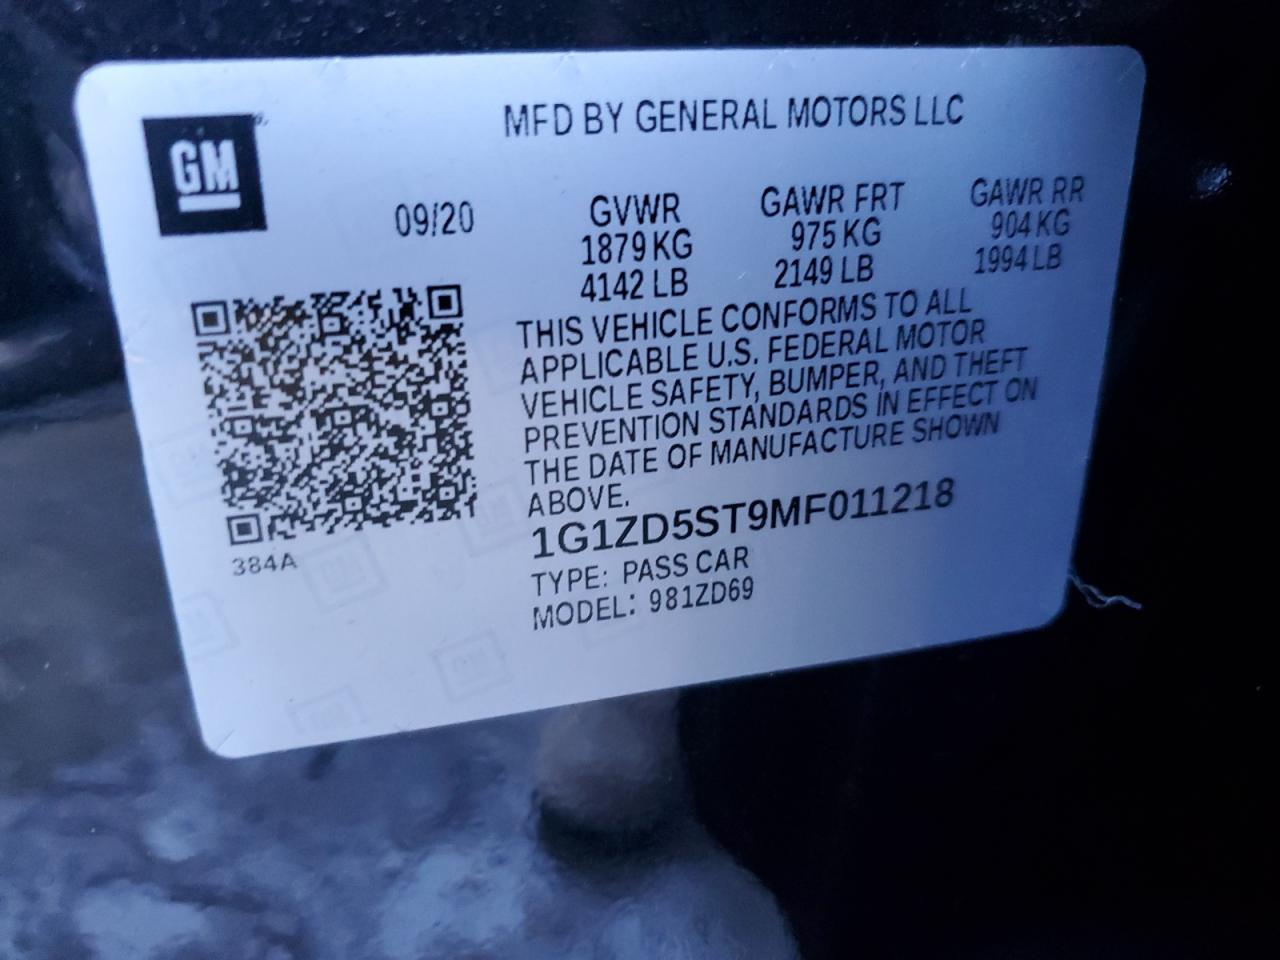 MFD BY GENERAL MOTORS LLC
GM
09/20
GVWR
1879 KG
4142 LB
GAWR FRT
975 KG
2149 LB
GAWR RR
904 KG
1994 LB
THIS VEHICLE CONFORMS TO ALL
APPLICABLE U.S. FEDERAL MOTOR
VEHICLE SAFETY, BUMPER, AND THEFT
PREVENTION STANDARDS IN EFFECT ON
THE DATE OF MANUFACTURE SHOWN
ABOVE.
1G1ZD5ST9MF011218
384A
TYPE: PASS CAR
MODEL: 981ZD69